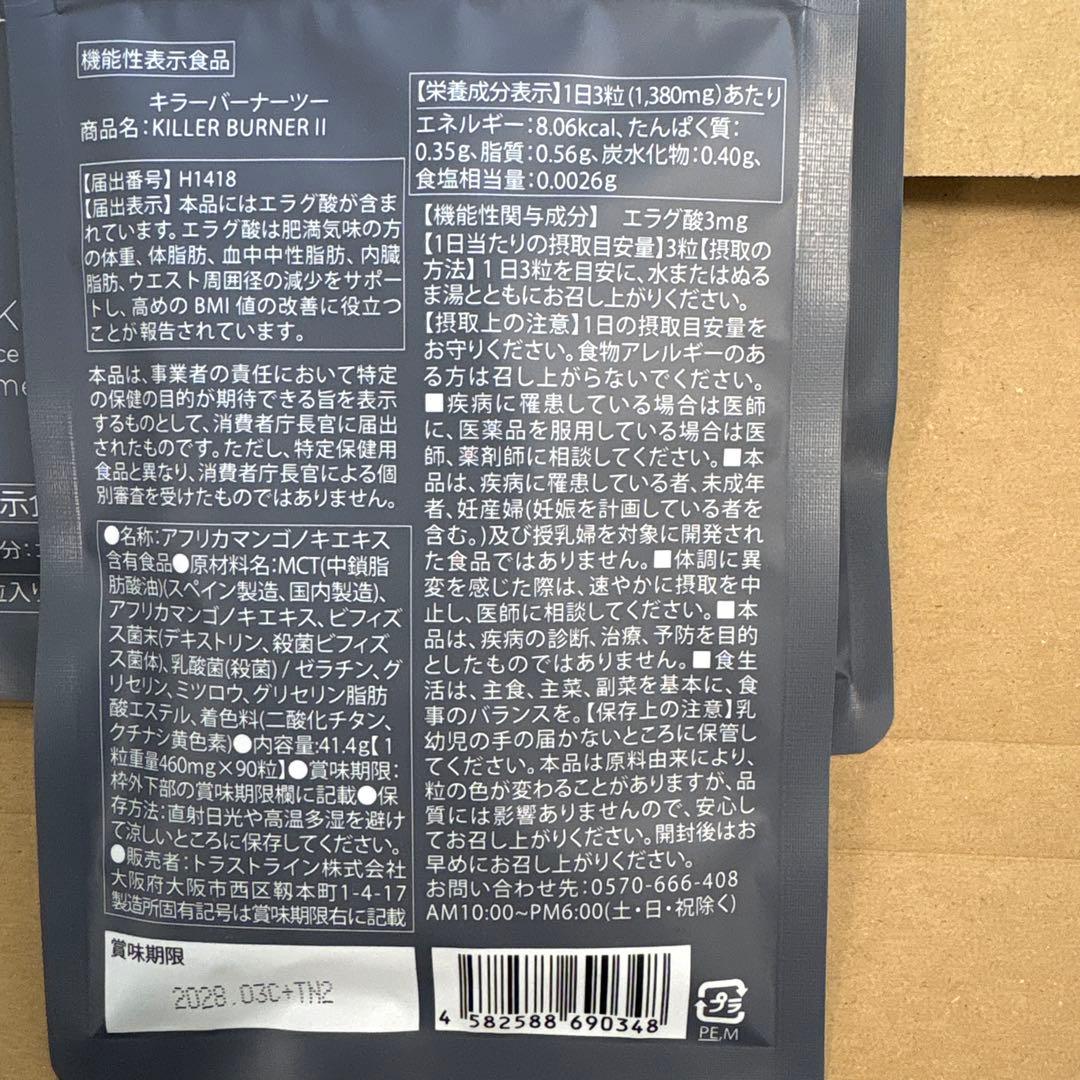 機能性表示食品
キラーバーナーツー
商品名:KILLER BURNER II
【届出番号】H1418
【届出表示】本品にはエラグ酸が含ま
れています。エラグ酸は肥満気味の方
の体重、体脂肪、血中中性脂肪、内臓
脂肪、ウエスト周囲径の減少をサポー
トし、高めのBMI値の改善に役立つ
ことが報告されています。
本品は、事業者の責任において特定
の保健の目的が期待できる旨を表示
するものとして、消費者庁長官に届出
されたものです。ただし、特定保健用
食品と異なり、消費者庁長官による個
別審査を受けたものではありません。
●名称:アフリカマンゴノキエキス
含有食品●原材料名:MCT(中鎖脂
肪酸油)(スペイン製造、国内製造)、
アフリカマンゴノキエキス、ビフィズ
ス菌末(デキストリン、殺菌ビフィズ
ス菌体)、乳酸菌(殺菌) / ゼラチン、グ
リセリン、ミツロウ、グリセリン脂肪
酸エステル、着色料(二酸化チタン、
クチナシ黄色素)●内容量:41.4g【1
粒重量460mg×90粒】●賞味期限:
枠外下部の賞味期限欄に記載●保
存方法:直射日光や高温多湿を避け
て涼しいところに保存してください。
●販売者:トラストライン株式会社
大阪府大阪市西区靱本町1-4-17
製造所固有記号は賞味期限右に記載
【栄養成分表示】1日3粒(1,380mg)あたり
エネルギー:8.06kcal、たんぱく質:
0.35g、脂質:0.56g、炭水化物:0.40g、
食塩相当量:0.0026g
【機能性関与成分】 エラグ酸3mg
【1日当たりの摂取目安量】3粒【摂取の
方法】1日3粒を目安に、水またはぬる
ま湯とともにお召し上がりください。
【摂取上の注意】1日の摂取目安量を
お守りください。食物アレルギーのあ
る方は召し上がらないでください。
■疾病に罹患している場合は医師
に、医薬品を服用している場合は医
師、薬剤師に相談してください。■本
品は、疾病に罹患している者、未成年
者、妊産婦(妊娠を計画している者を
含む。)及び授乳婦を対象に開発され
た食品ではありません。■体調に異
変を感じた際は、速やかに摂取を中
止し、医師に相談してください。■本
品は、疾病の診断、治療、予防を目的
としたものではありません。■食生
活は、主食、主菜、副菜を基本に、食
事のバランスを。【保存上の注意】乳
幼児の手の届かないところに保管し
てください。本品は原料由来により、
粒の色が変わることがありますが、品
質には影響ありませんので、安心し
てお召し上がりください。開封後はお
早めにお召し上がりください。
お問い合わせ先:0570-666-408
AM10:00~PM6:00(土・日・祝除く)
賞味期限
2028.03C+TN2
4 582588 690348
プラ
PE,M
示食
分:
粒入り